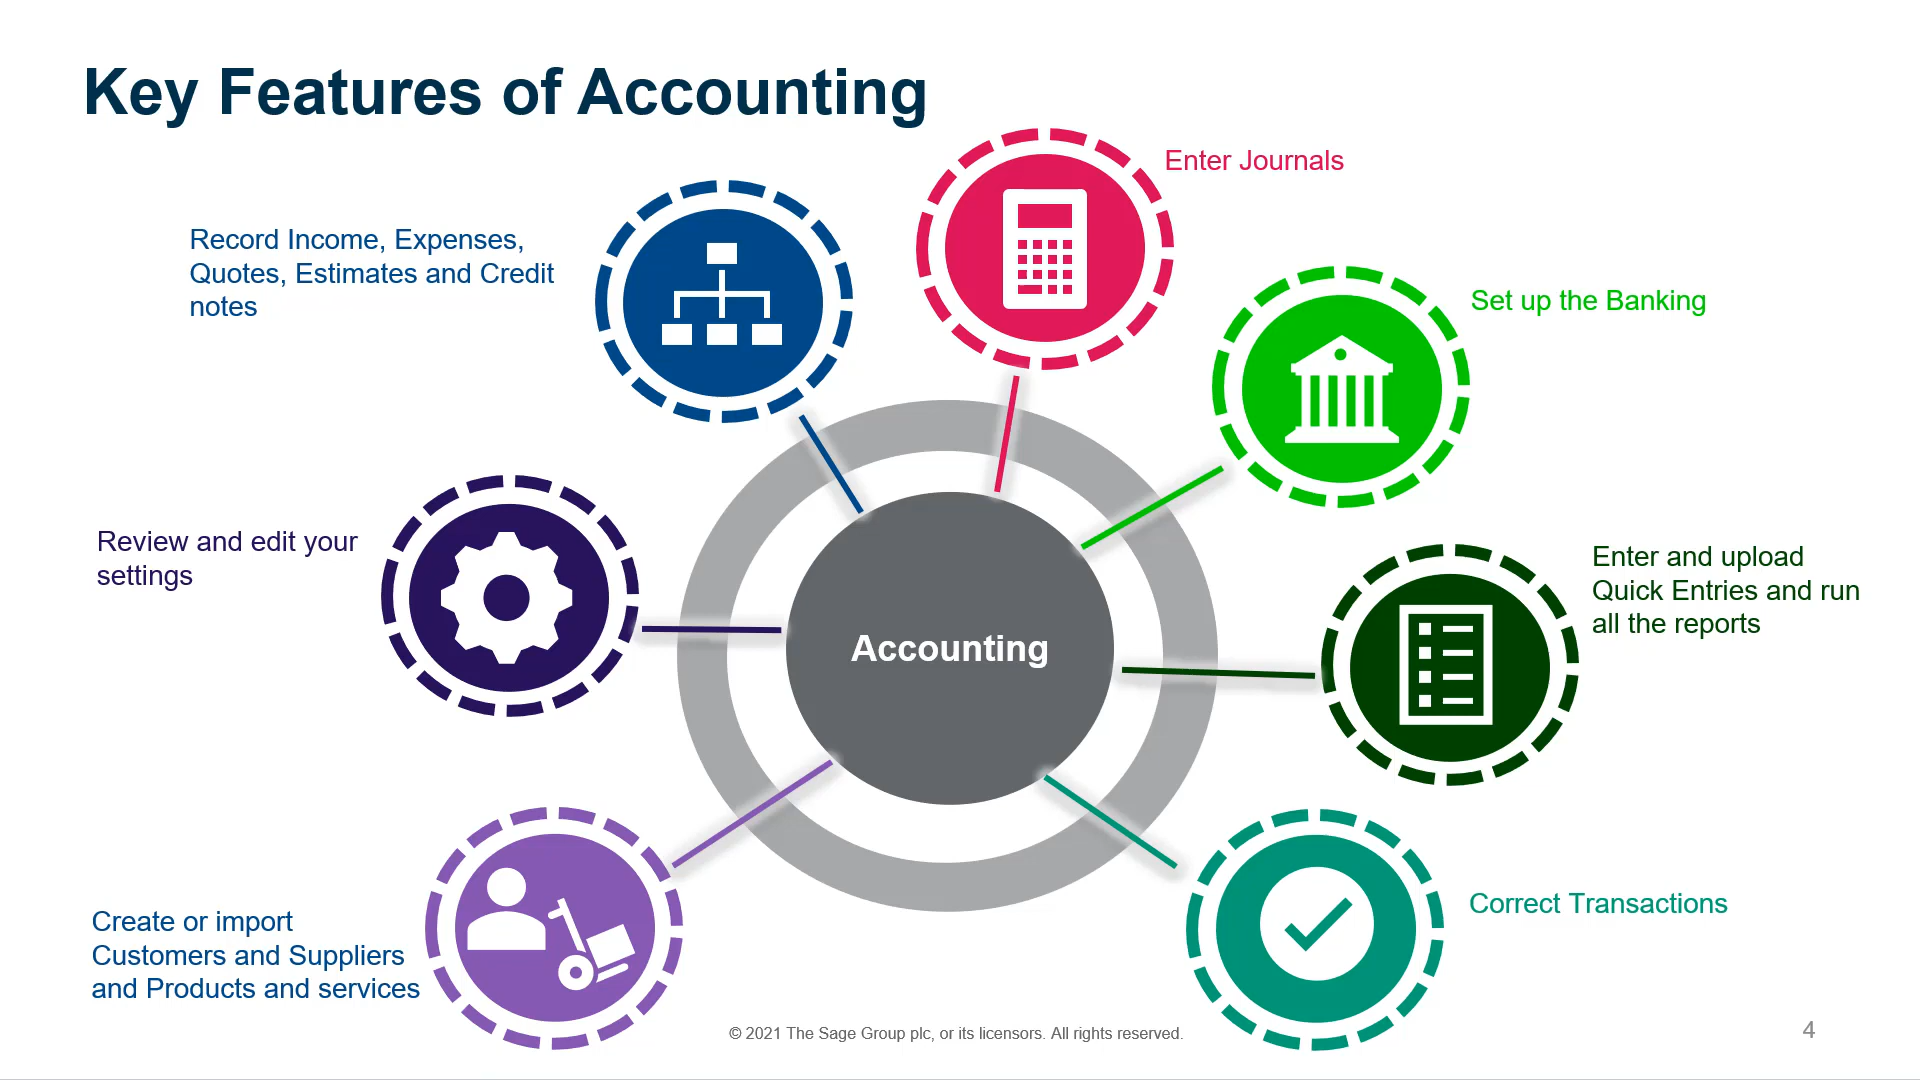 Key Features of Accounting
Enter Journals
Record Income, Expenses,
Quotes, Estimates and Credit
notes
Set up the Banking
Review and edit your
settings
Enter and upload
Quick Entries and run
all the reports
Accounting
Create or import
Customers and Suppliers
and Products and services
Correct Transactions
© 2021 The Sage Group plc, or its licensors. All rights reserved.
4